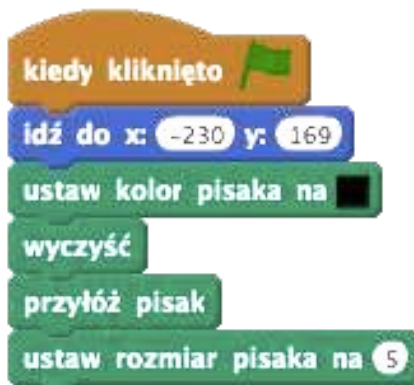 kiedy kliknięto
idź do x: -230 y: 169
ustaw kolor pisaka na
wyczyść
przyłóż pisak
ustaw rozmiar pisaka na 5